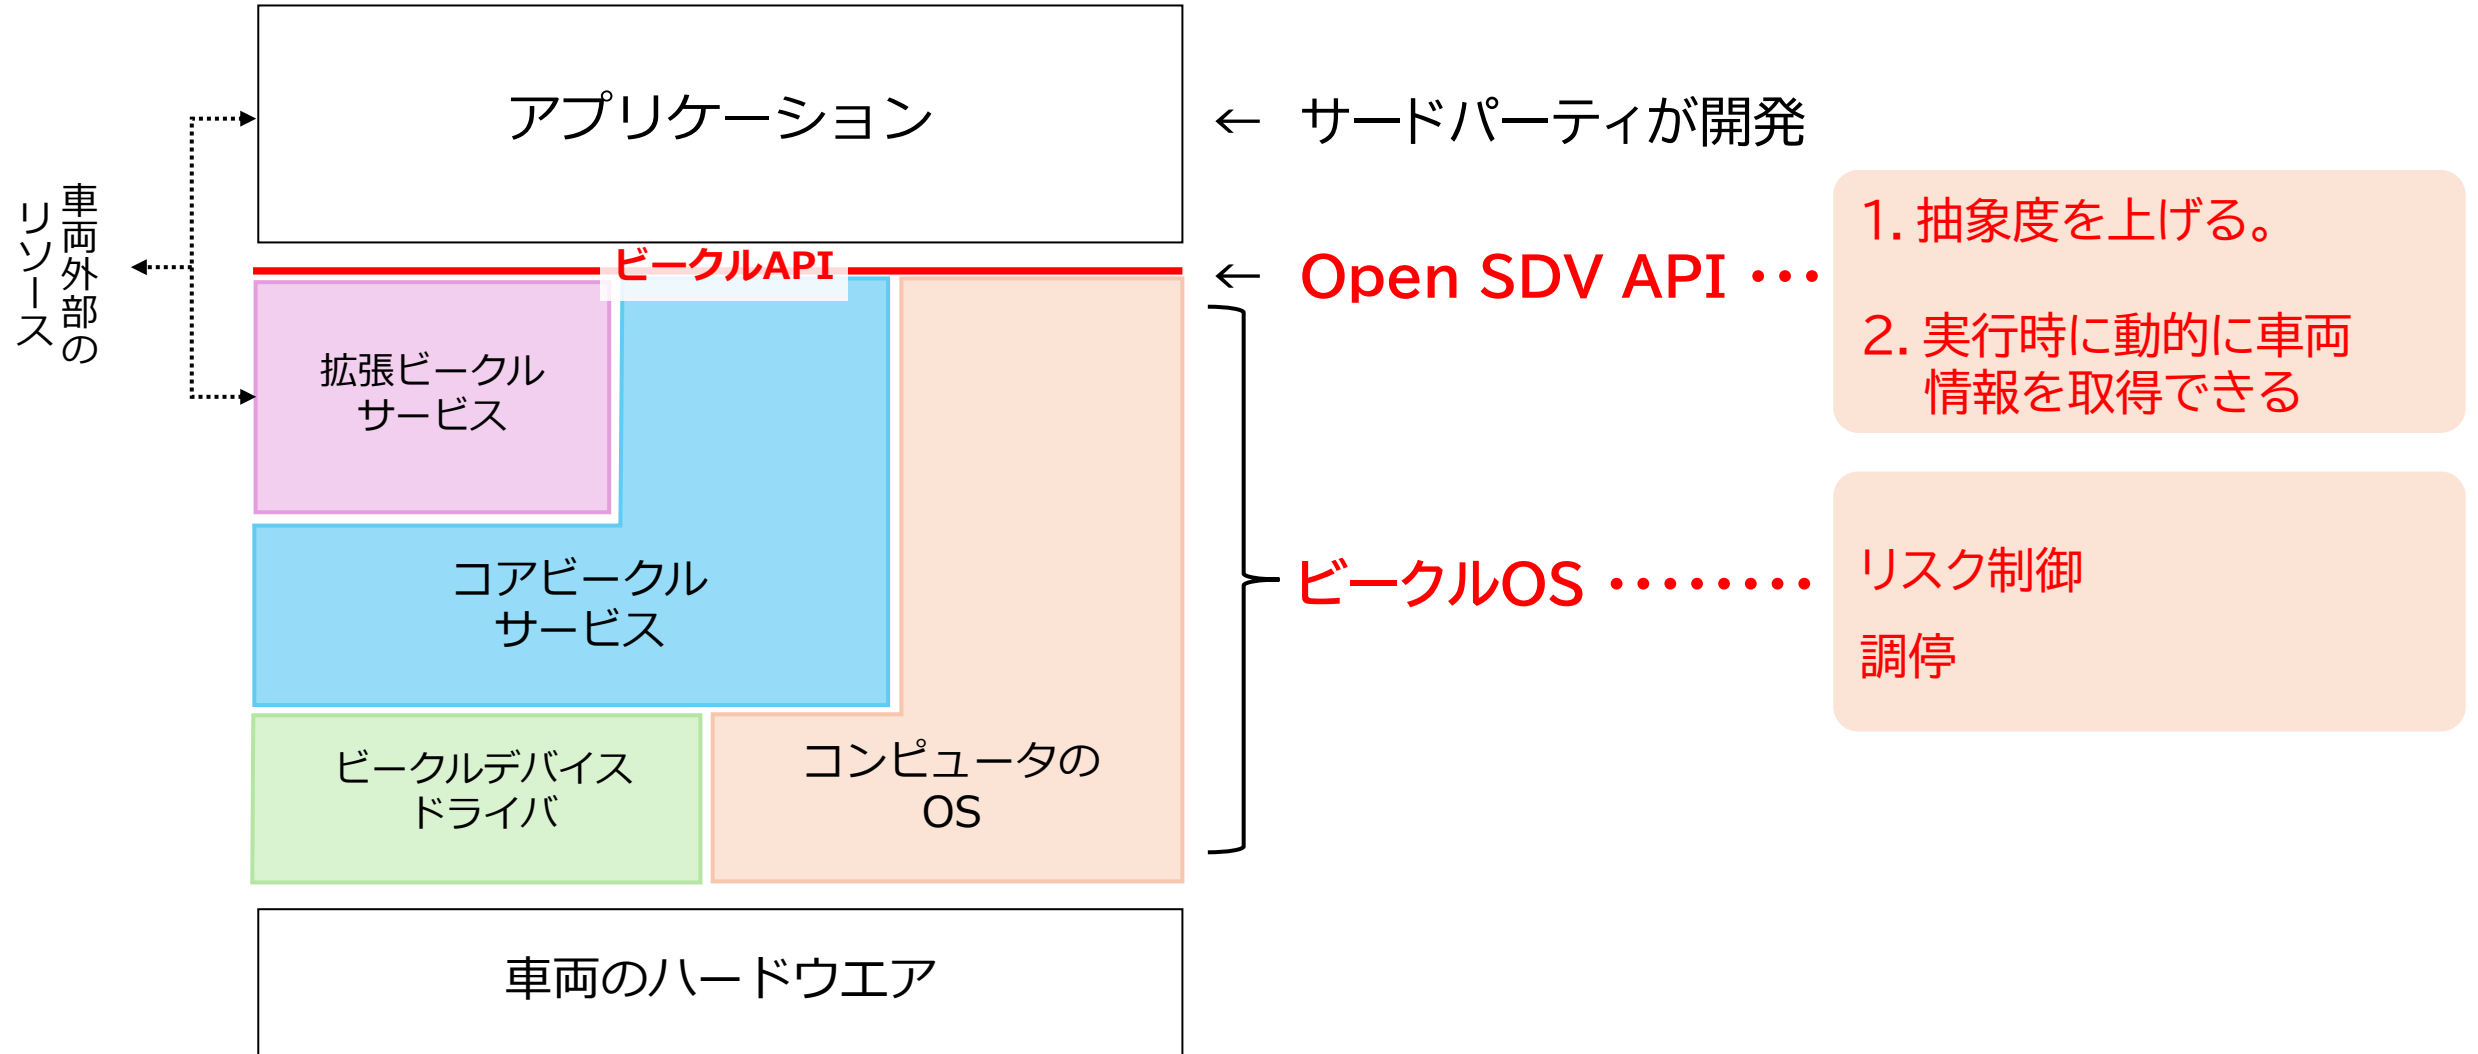 アプリケーション
← サードパーティが開発
車両外部の
リソース
ビークルAPI
← Open SDV API ・・・
1. 抽象度を上げる。
2. 実行時に動的に車両
情報を取得できる
拡張ビークル
サービス
コアビークル
サービス
ビークルOS ・・・・・・・・
リスク制御
調停
ビークルデバイス
ドライバ
コンピュータの
OS
車両のハードウエア